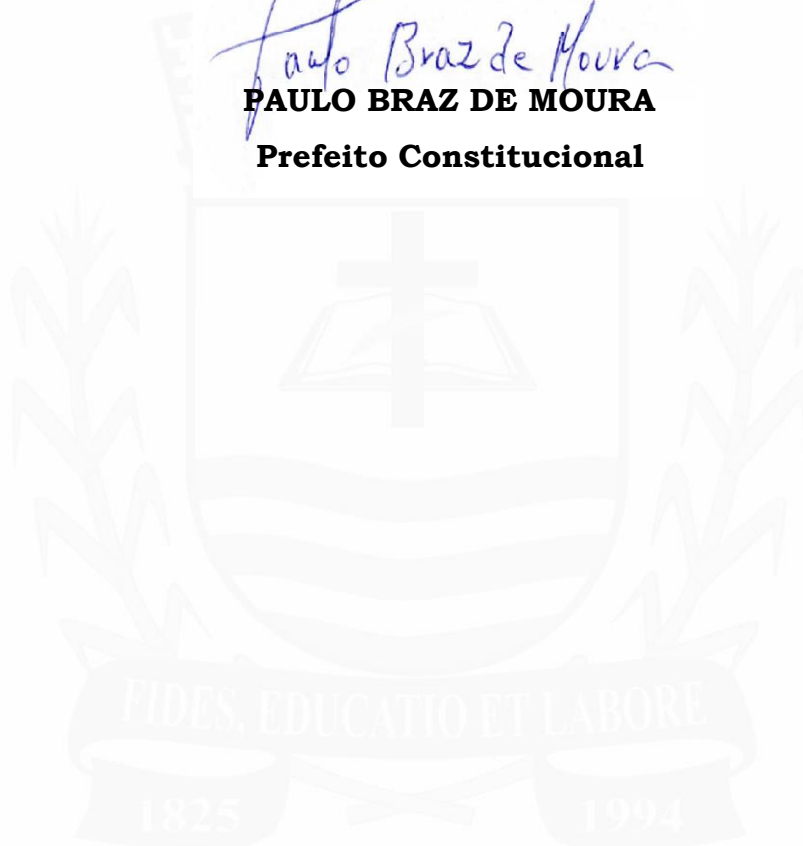 Paulo Braz de Moura
PAULO BRAZ DE MOURA
Prefeito Constitucional
FIDES, EDUCATIO ET LABORE
1825 1994